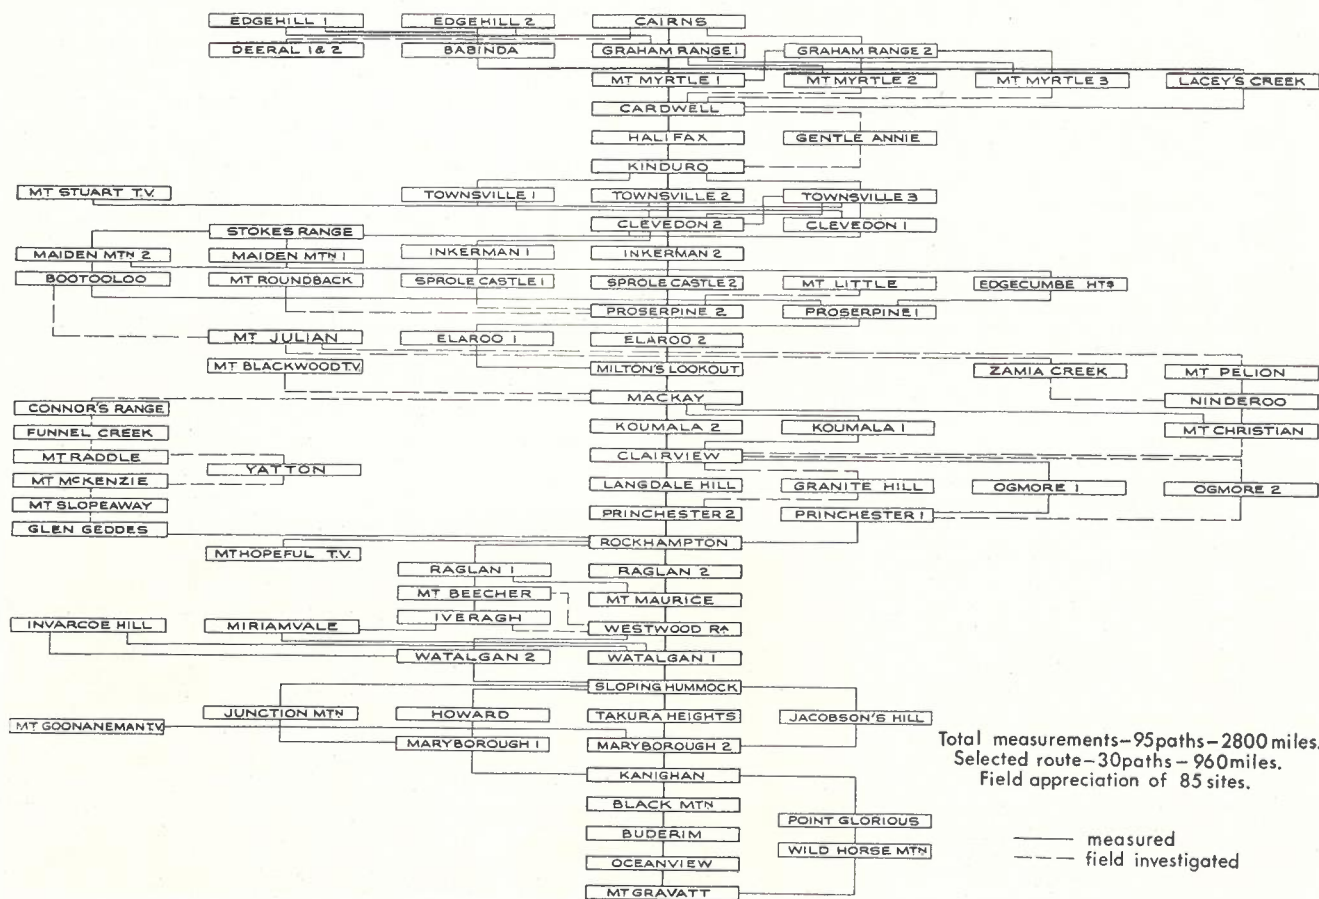 EDGEHILL 1 EDGEHILL 2 CAIRNS
DEERAL 1 & 2 BABINDA GRAHAM RANGE 1 GRAHAM RANGE 2
MT MYRTLE 1 MT MYRTLE 2 MT MYRTLE 3 LACEY'S CREEK
CARDWELL
HALIFAX GENTLE ANNIE
KINDURO
MT STUART T.V. TOWNSVILLE 1 TOWNSVILLE 2 TOWNSVILLE 3
STOKES RANGE CLEVEDON 2 CLEVEDON 1
MAIDEN MTN 2 MAIDEN MTN 1 INKERMAN 1 INKERMAN 2
BOOTOOLOO MT ROUNDBACK SPROLE CASTLE 1 SPROLE CASTLE 2 MT LITTLE EDGECUMBE HTS
PROSERPINE 2 PROSERPINE 1
MT JULIAN ELAROO 1 ELAROO 2
MT BLACKWOOD T.V. MILTON'S LOOKOUT ZAMIA CREEK MT PELION
CONNOR'S RANGE MACKAY NINDEROO
FUNNEL CREEK KOUMALA 2 KOUMALA 1 MT CHRISTIAN
MT RADDLE YATTON CLAIRVIEW
MT MCKENZIE LANGDALE HILL GRANITE HILL OGMORE 1 OGMORE 2
MT SLOPEAWAY PRINCHESTER 2 PRINCHESTER 1
GLEN GEDDES ROCKHAMPTON
MT HOPEFUL T.V.
RAGLAN 1 RAGLAN 2
MT BEECHER MT MAURICE
INVARCOE HILL MIRIAMVALE IVERAGH WESTWOOD RA
WATALGAN 2 WATALGAN 1
SLOPING HUMMOCK
MT GOONANEMAN T.V. JUNCTION MTN HOWARD TAKURA HEIGHTS JACOBSON'S HILL
MARYBOROUGH 1 MARYBOROUGH 2
KANIGHAN
BLACK MTN
BUDERIM POINT GLORIOUS
OCEANVIEW WILD HORSE MTN
MT GRAVATT
Total measurements–95 paths–2800 miles.
Selected route–30 paths–960 miles.
Field appreciation of 85 sites.
measured
field investigated